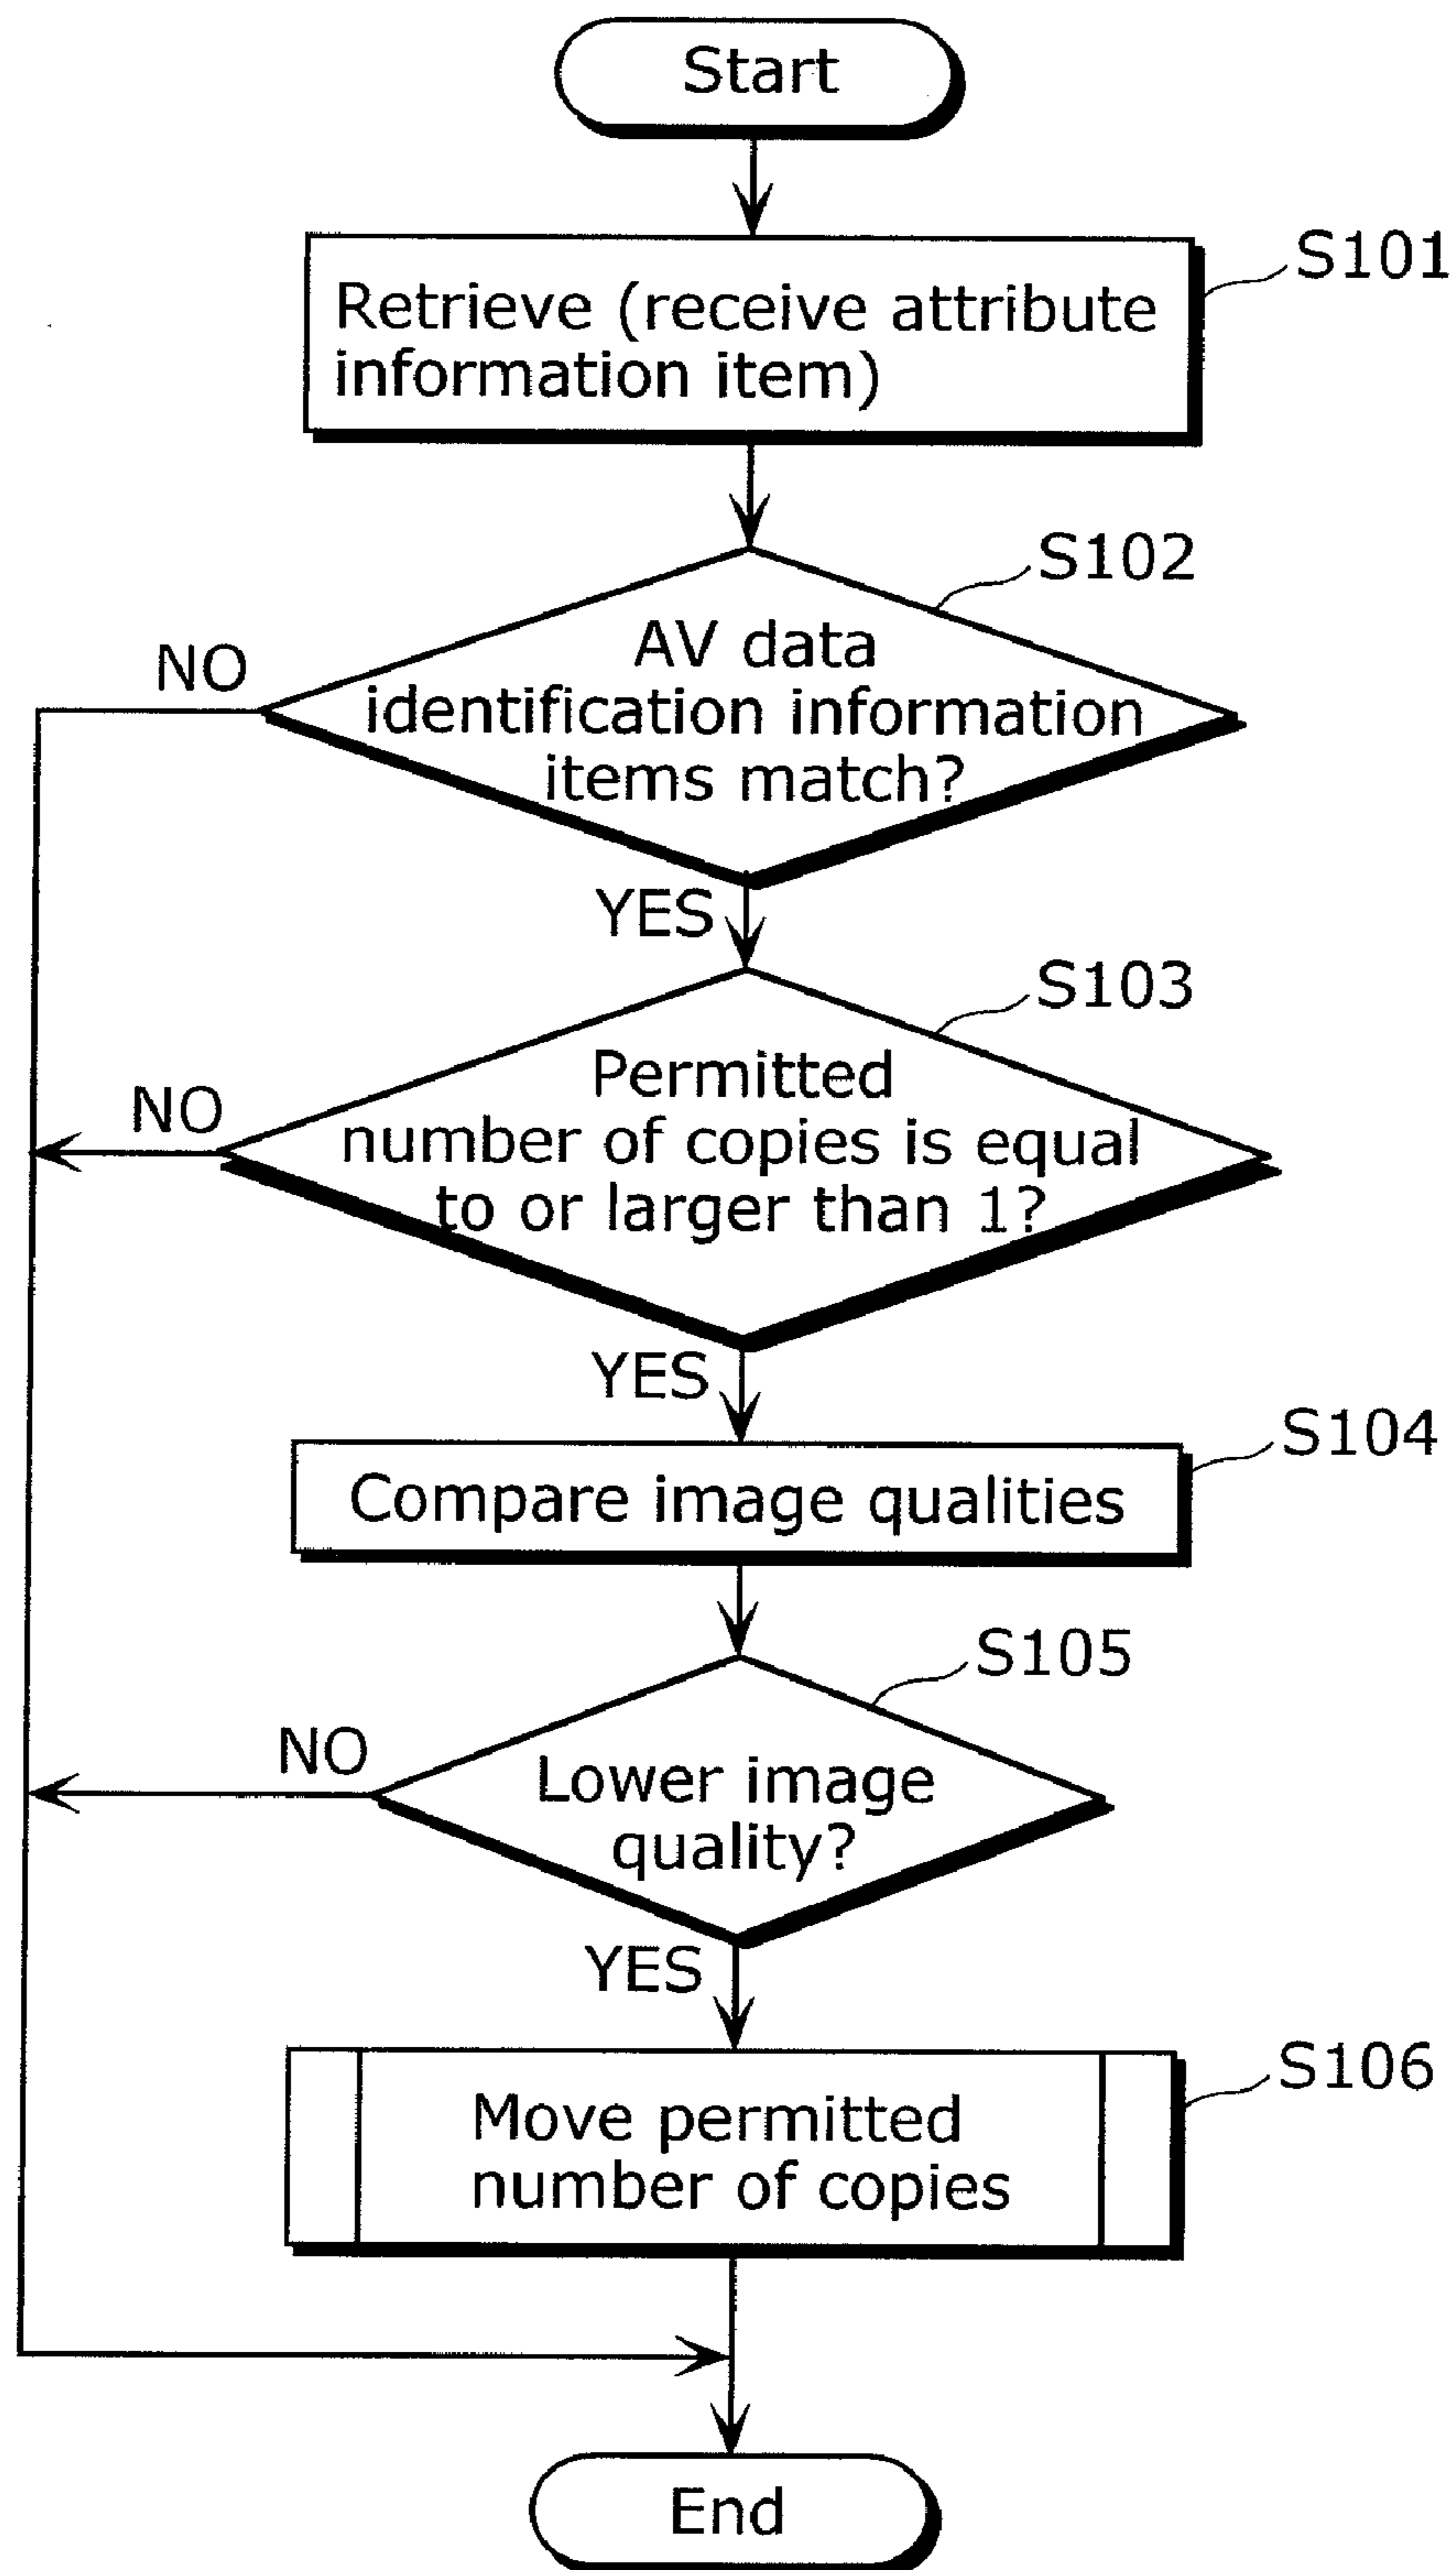 Start
S101
Retrieve (receive attribute
information item)
S102
AV data
identification information
items match?
NO
YES
S103
Permitted
number of copies is equal
to or larger than 1?
NO
YES
S104
Compare image qualities
S105
Lower image
quality?
NO
YES
S106
Move permitted
number of copies
End